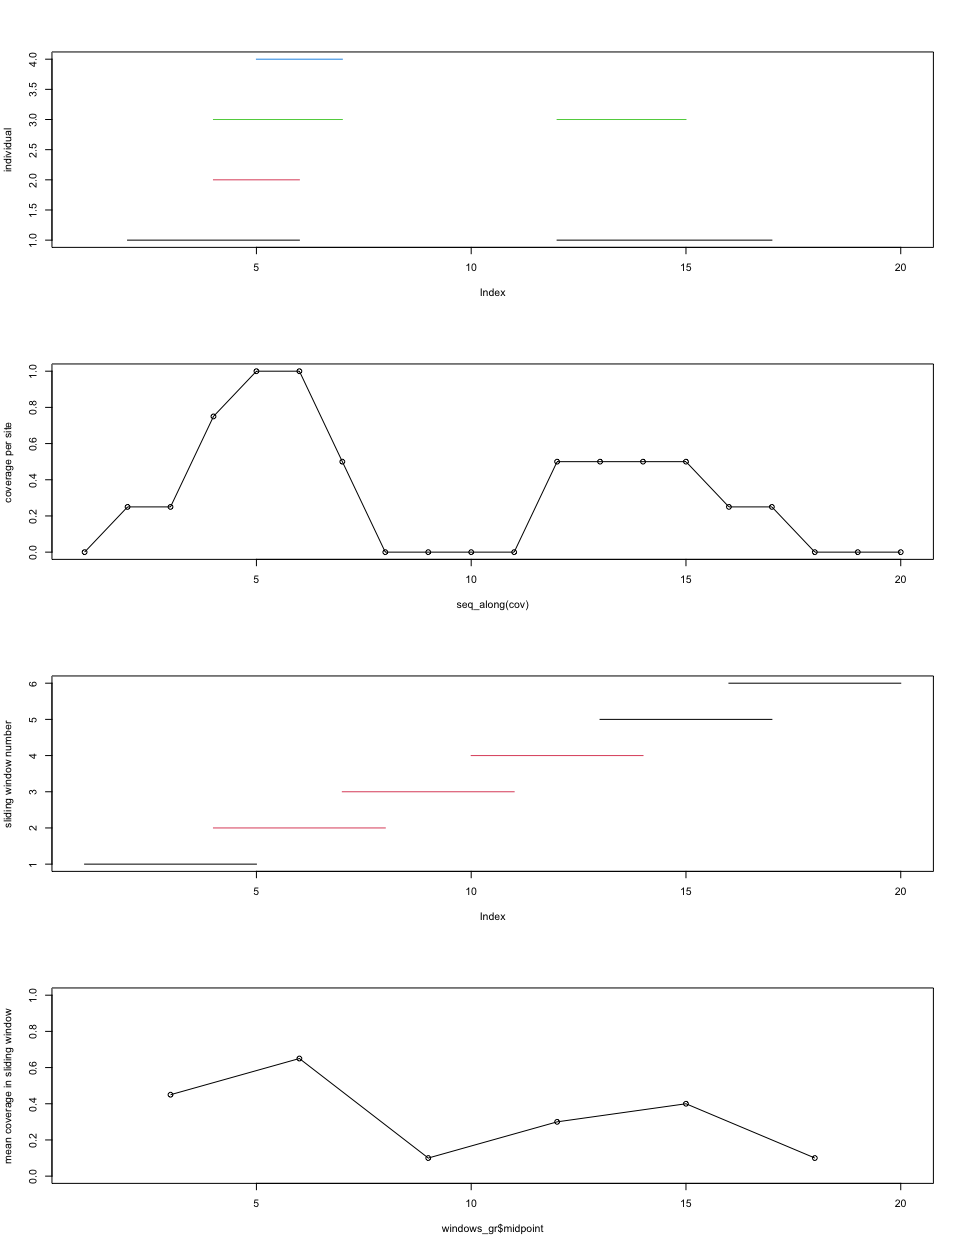 individual
4.0
3.5
3.0
2.5
2.0
1.5
1.0
5 10 15 20
Index
coverage per site
1.0
0.8
0.6
0.4
0.2
0.0
5 10 15 20
seq_along(cov)
sliding window number
6
5
4
3
2
1
5 10 15 20
Index
mean coverage in sliding window
1.0
0.8
0.6
0.4
0.2
0.0
5 10 15 20
windows_gr$midpoint